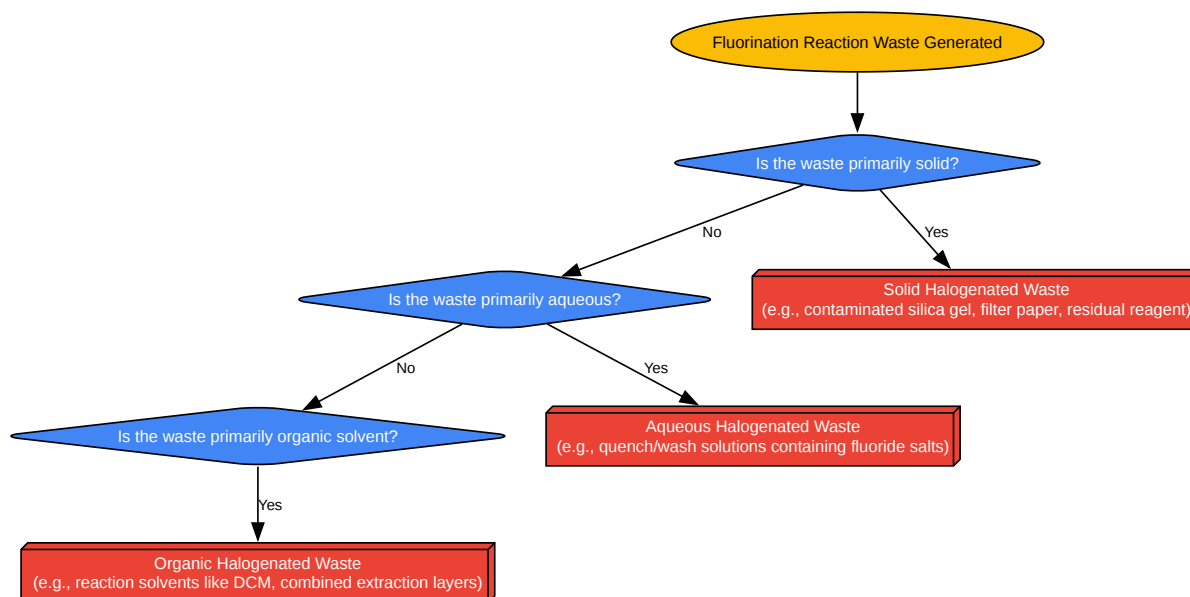 Fluorination Reaction Waste Generated
Is the waste primarily solid?
No
Yes
Is the waste primarily aqueous?
Solid Halogenated Waste
(e.g., contaminated silica gel, filter paper, residual reagent)
No
Yes
Is the waste primarily organic solvent?
Aqueous Halogenated Waste
(e.g., quench/wash solutions containing fluoride salts)
Yes
Organic Halogenated Waste
(e.g., reaction solvents like DCM, combined extraction layers)